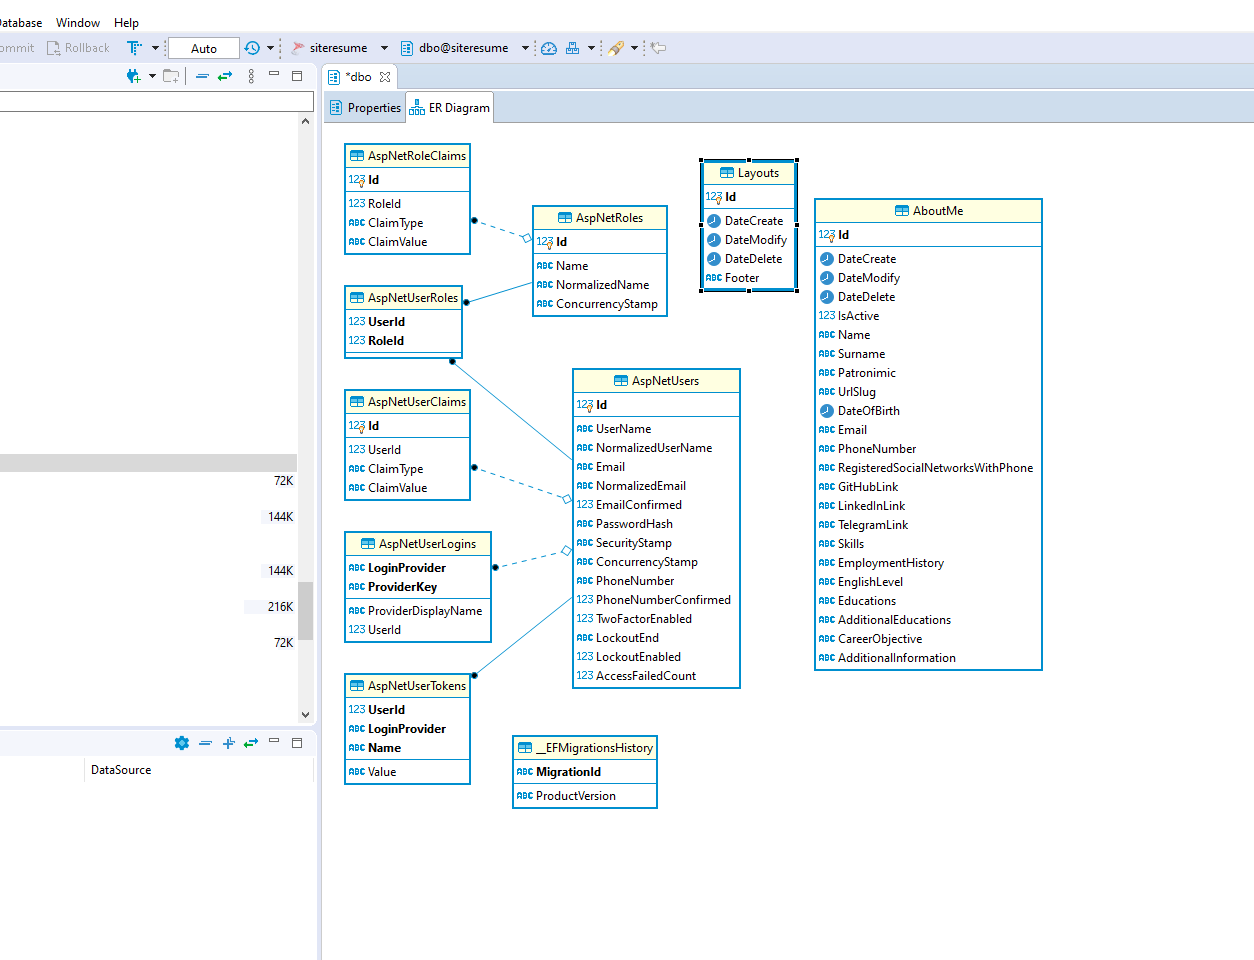 Database Window Help
ommit Rollback Auto siteresume dbo@siteresume
*dbo
Properties ER Diagram
72K
144K
144K
216K
72K
DataSource
AspNetRoleClaims
123 Id
123 RoleId
ABC ClaimType
ABC ClaimValue
AspNetRoles
123 Id
ABC Name
ABC NormalizedName
ABC ConcurrencyStamp
Layouts
123 Id
DateCreate
DateModify
DateDelete
ABC Footer
AboutMe
123 Id
DateCreate
DateModify
DateDelete
123 IsActive
ABC Name
ABC Surname
ABC Patronimic
ABC UrlSlug
DateOfBirth
ABC Email
ABC PhoneNumber
ABC RegisteredSocialNetworksWithPhone
ABC GitHubLink
ABC LinkedInLink
ABC TelegramLink
ABC Skills
ABC EmploymentHistory
ABC EnglishLevel
ABC Educations
ABC AdditionalEducations
ABC CareerObjective
ABC AdditionalInformation
AspNetUserRoles
123 UserId
123 RoleId
AspNetUserClaims
123 Id
123 UserId
ABC ClaimType
ABC ClaimValue
AspNetUsers
123 Id
ABC UserName
ABC NormalizedUserName
ABC Email
ABC NormalizedEmail
123 EmailConfirmed
ABC PasswordHash
ABC SecurityStamp
ABC ConcurrencyStamp
ABC PhoneNumber
123 PhoneNumberConfirmed
123 TwoFactorEnabled
ABC LockoutEnd
123 LockoutEnabled
123 AccessFailedCount
AspNetUserLogins
ABC LoginProvider
ABC ProviderKey
ABC ProviderDisplayName
123 UserId
AspNetUserTokens
123 UserId
ABC LoginProvider
ABC Name
ABC Value
__EFMigrationsHistory
ABC MigrationId
ABC ProductVersion